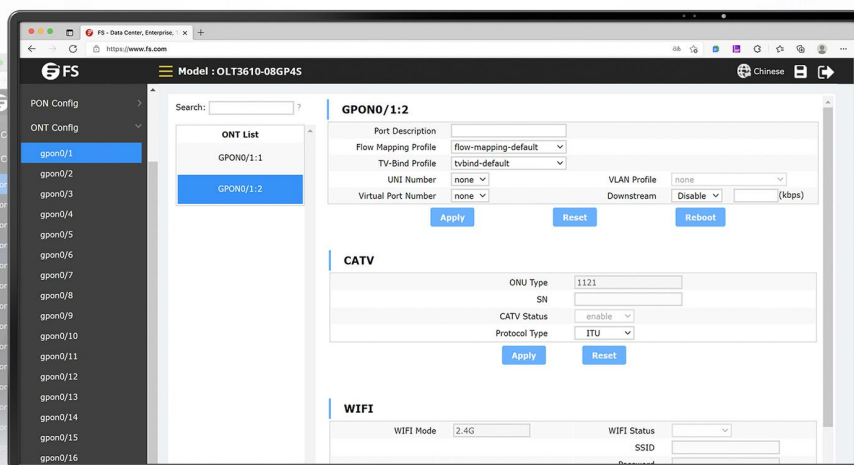 FS - Data Center, Enterprise,
https://www.fs.com
FS
Model : OLT3610-08GP4S
Chinese
PON Config
ONT Config
gpon0/1
gpon0/2
gpon0/3
gpon0/4
gpon0/5
gpon0/6
gpon0/7
gpon0/8
gpon0/9
gpon0/10
gpon0/11
gpon0/12
gpon0/13
gpon0/14
gpon0/15
gpon0/16
Search: ?
ONT List
GPON0/1:1
GPON0/1:2
GPON0/1:2
Port Description
Flow Mapping Profile flow-mapping-default
TV-Bind Profile tvbind-default
UNI Number none VLAN Profile none
Virtual Port Number none Downstream Disable (kbps)
Apply Reset Reboot
CATV
ONU Type 1121
SN
CATV Status enable
Protocol Type ITU
Apply Reset
WIFI
WIFI Mode 2.4G WIFI Status
SSID
Password